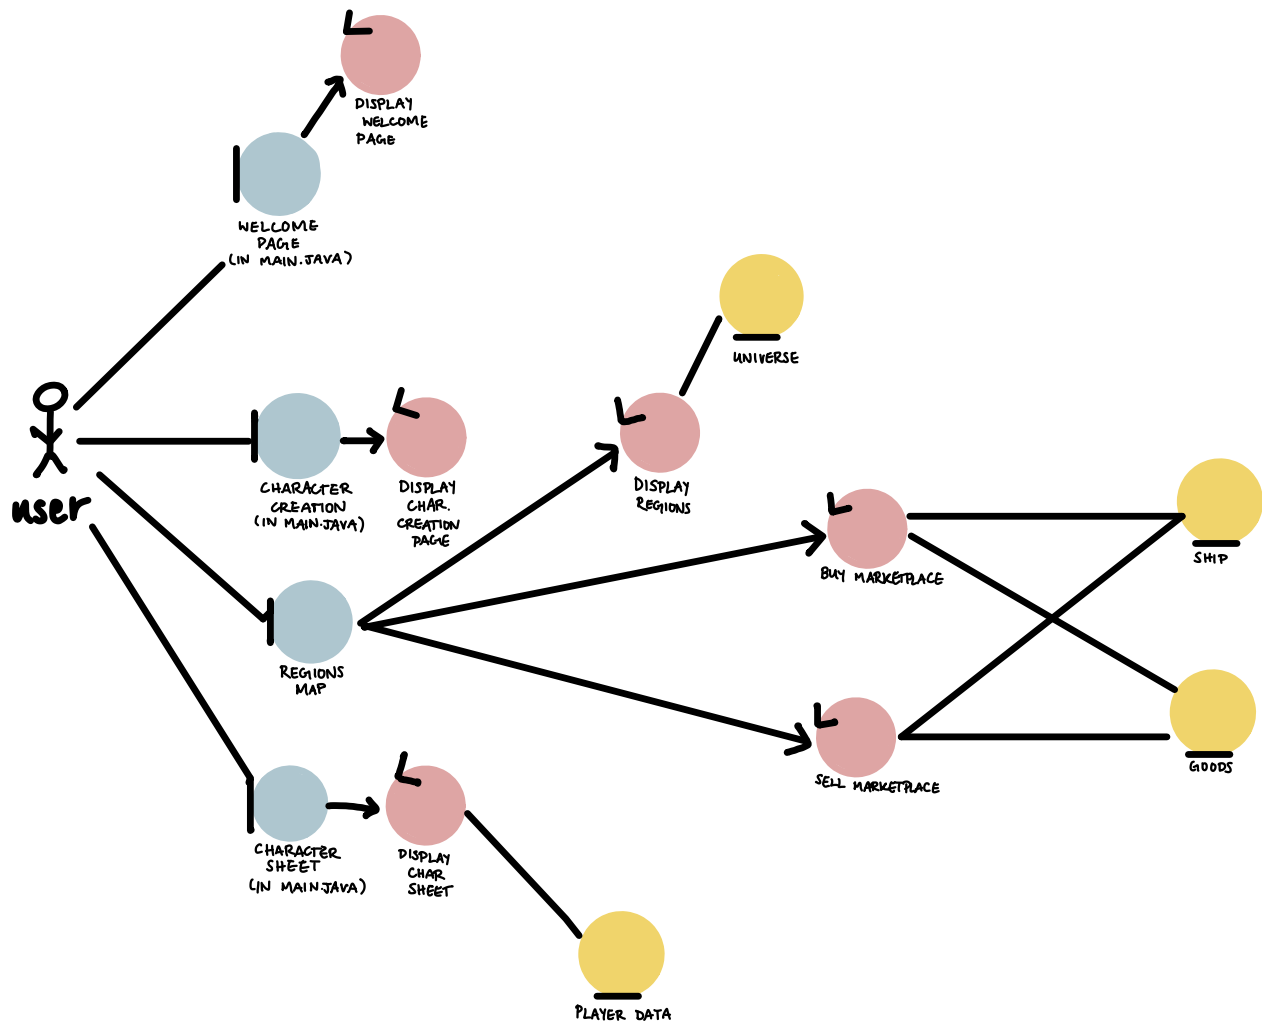 DISPLAY
WELCOME
PAGE
WELCOME
PAGE
(IN MAIN.JAVA)
UNIVERSE
user
CHARACTER
CREATION
(IN MAIN.JAVA)
DISPLAY
CHAR.
CREATION
PAGE
DISPLAY
REGIONS
BUY MARKETPLACE
SHIP
REGIONS
MAP
SELL MARKETPLACE
GOODS
CHARACTER
SHEET
(IN MAIN.JAVA)
DISPLAY
CHAR
SHEET
PLAYER DATA